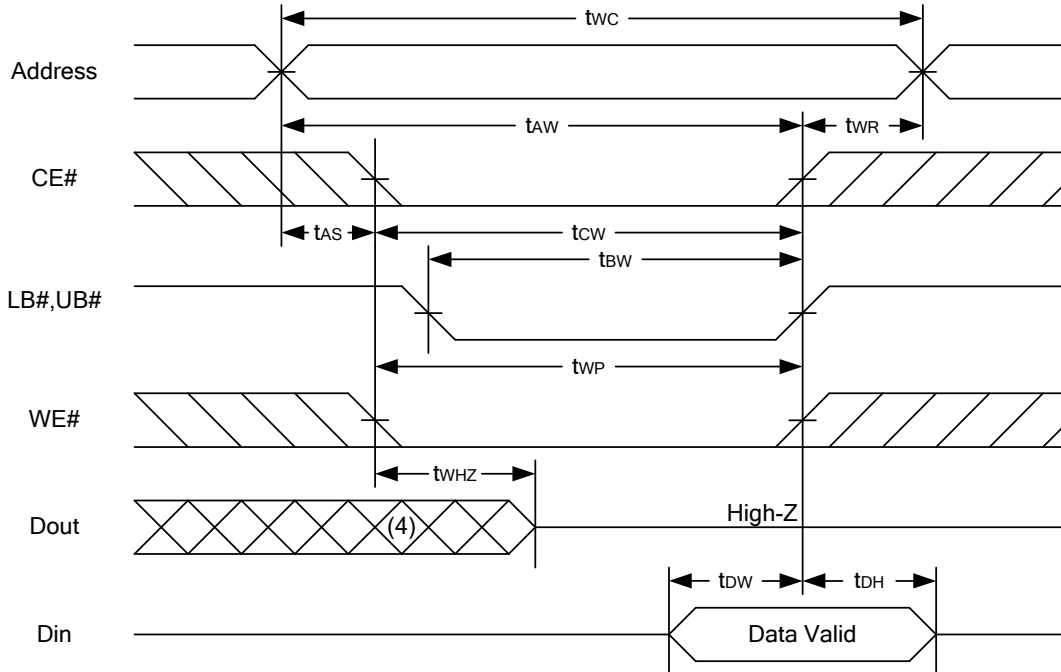 tWC
Address
tAW
tWR
CE#
tAS
tCW
tBW
LB#,UB#
tWP
WE#
tWHZ
Dout
(4)
High-Z
tDW
tDH
Din
Data Valid